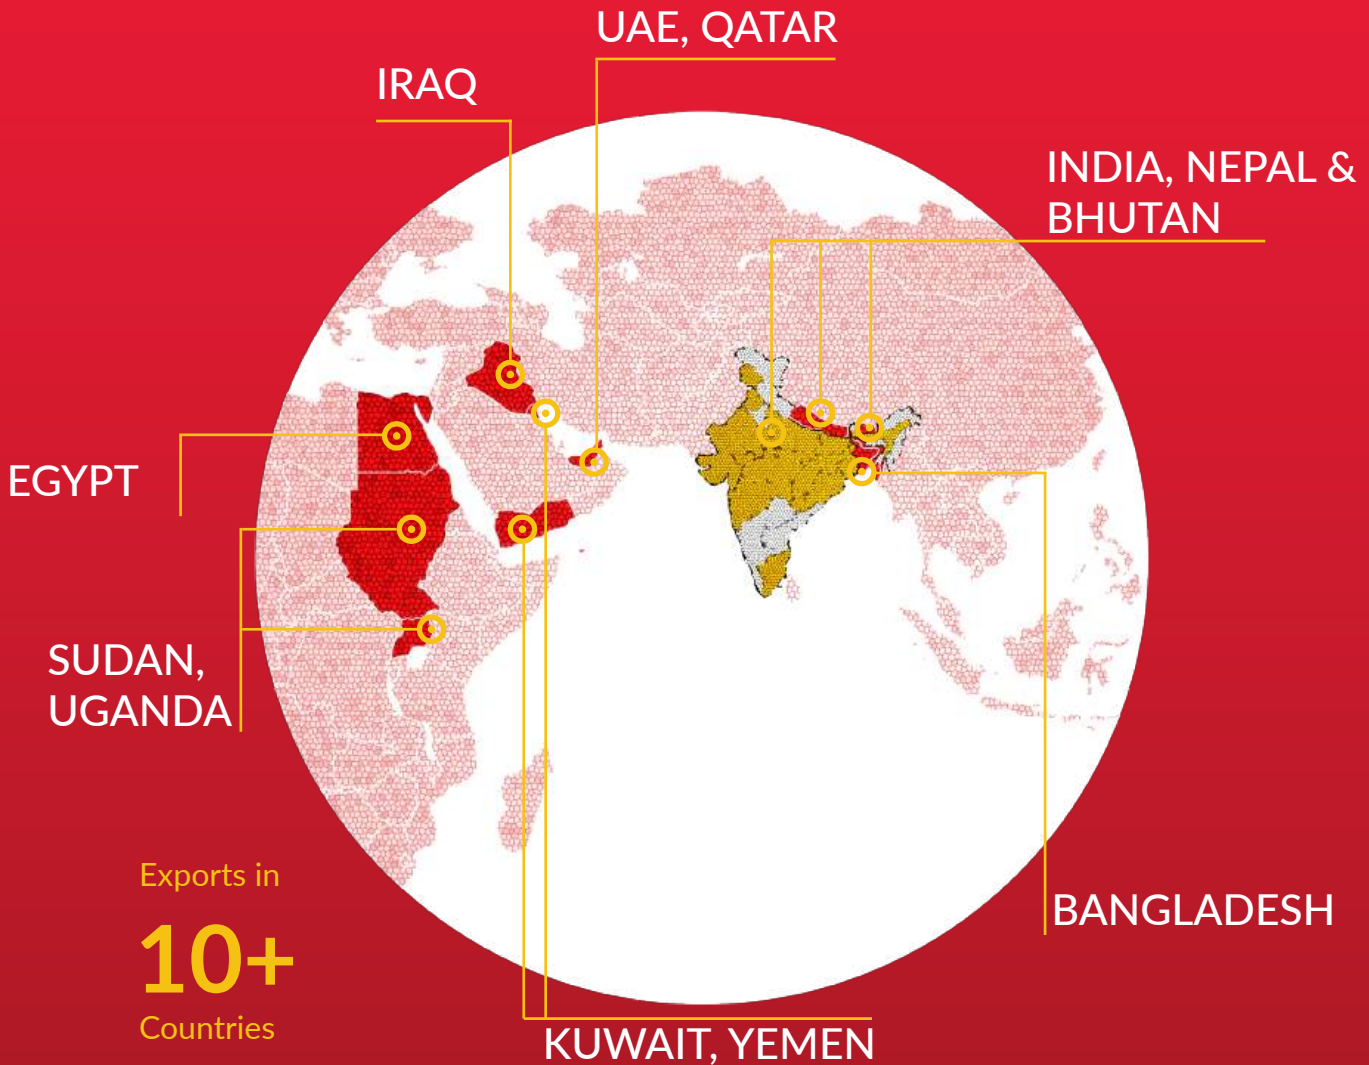 UAE, QATAR
IRAQ
INDIA, NEPAL &
BHUTAN
EGYPT
SUDAN,
UGANDA
Exports in
10+
Countries
BANGLADESH
KUWAIT, YEMEN